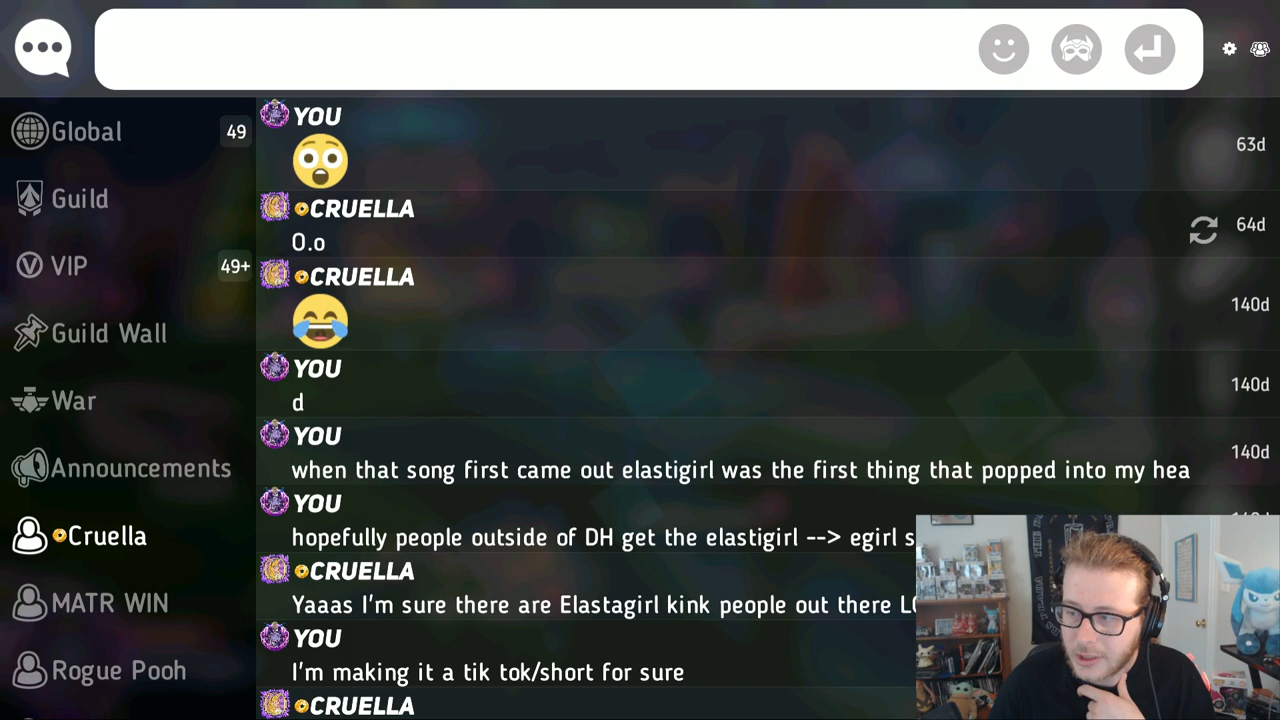 Global
49
Guild
VIP
49+
Guild Wall
War
Announcements
Cruella
MATR WIN
Rogue Pooh
YOU
63d
CRUELLA
O.o
64d
CRUELLA
140d
YOU
d
140d
YOU
when that song first came out elastigirl was the first thing that popped into my hea
140d
YOU
hopefully people outside of DH get the elastigirl --> egirl s
CRUELLA
Yaaas I'm sure there are Elastagirl kink people out there
YOU
I'm making it a tik tok/short for sure
CRUELLA